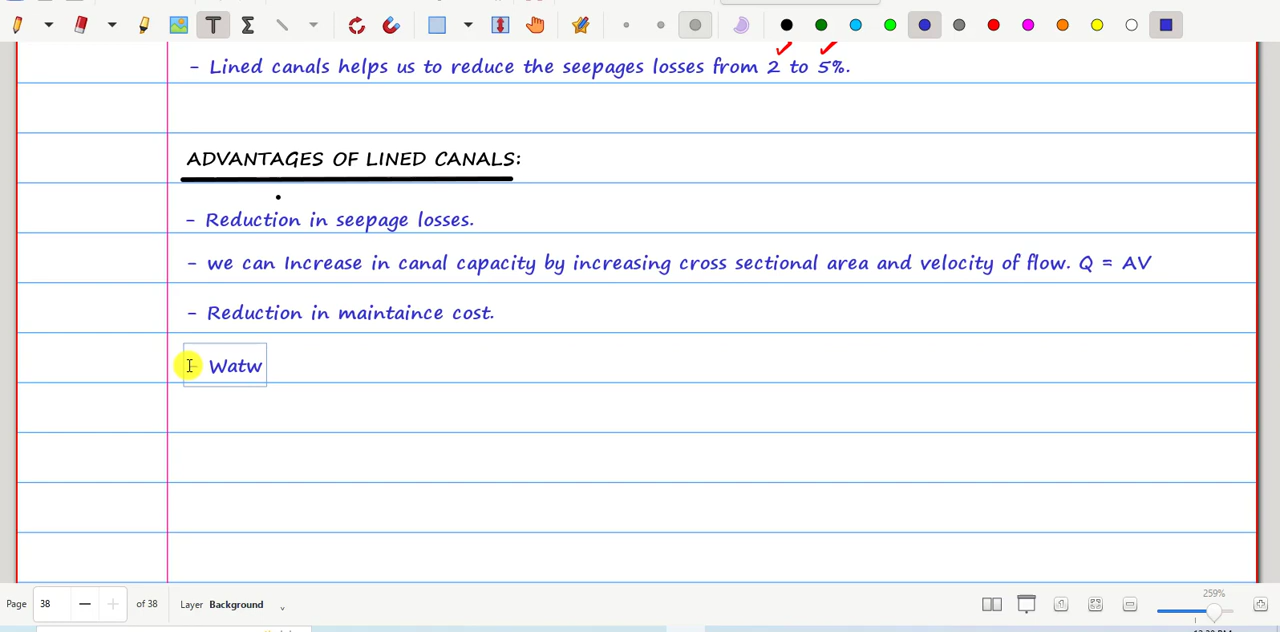 - Lined canals helps us to reduce the seepages losses from 2 to 5%.
ADVANTAGES OF LINED CANALS:
- Reduction in seepage losses.
- we can Increase in canal capacity by increasing cross sectional area and velocity of flow. Q = AV
- Reduction in maintaince cost.
- Watw
Page 38 of 38 Layer Background 259%